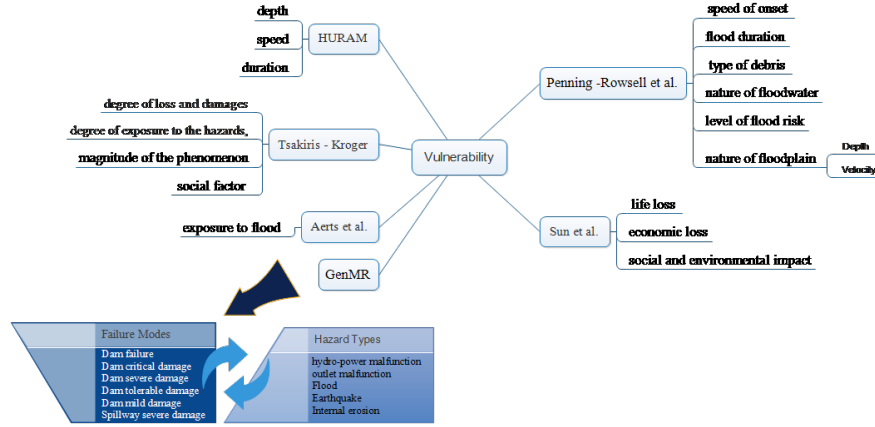 depth
speed
duration
HURAM
degree of loss and damages
degree of exposure to the hazards,
magnitude of the phenomenon
social factor
Tsakiris - Kroger
exposure to flood
Aerts et al.
GenMR
Vulnerability
speed of onset
flood duration
type of debris
nature of floodwater
level of flood risk
nature of floodplain
Depth
Velocity
Penning -Rowsell et al.
life loss
economic loss
social and environmental impact
Sun et al.
Failure Modes
Dam failure
Dam critical damage
Dam severe damage
Dam tolerable damage
Dam mild damage
Spillway severe damage
Hazard Types
hydro-power malfunction
outlet malfunction
Flood
Earthquake
Internal erosion